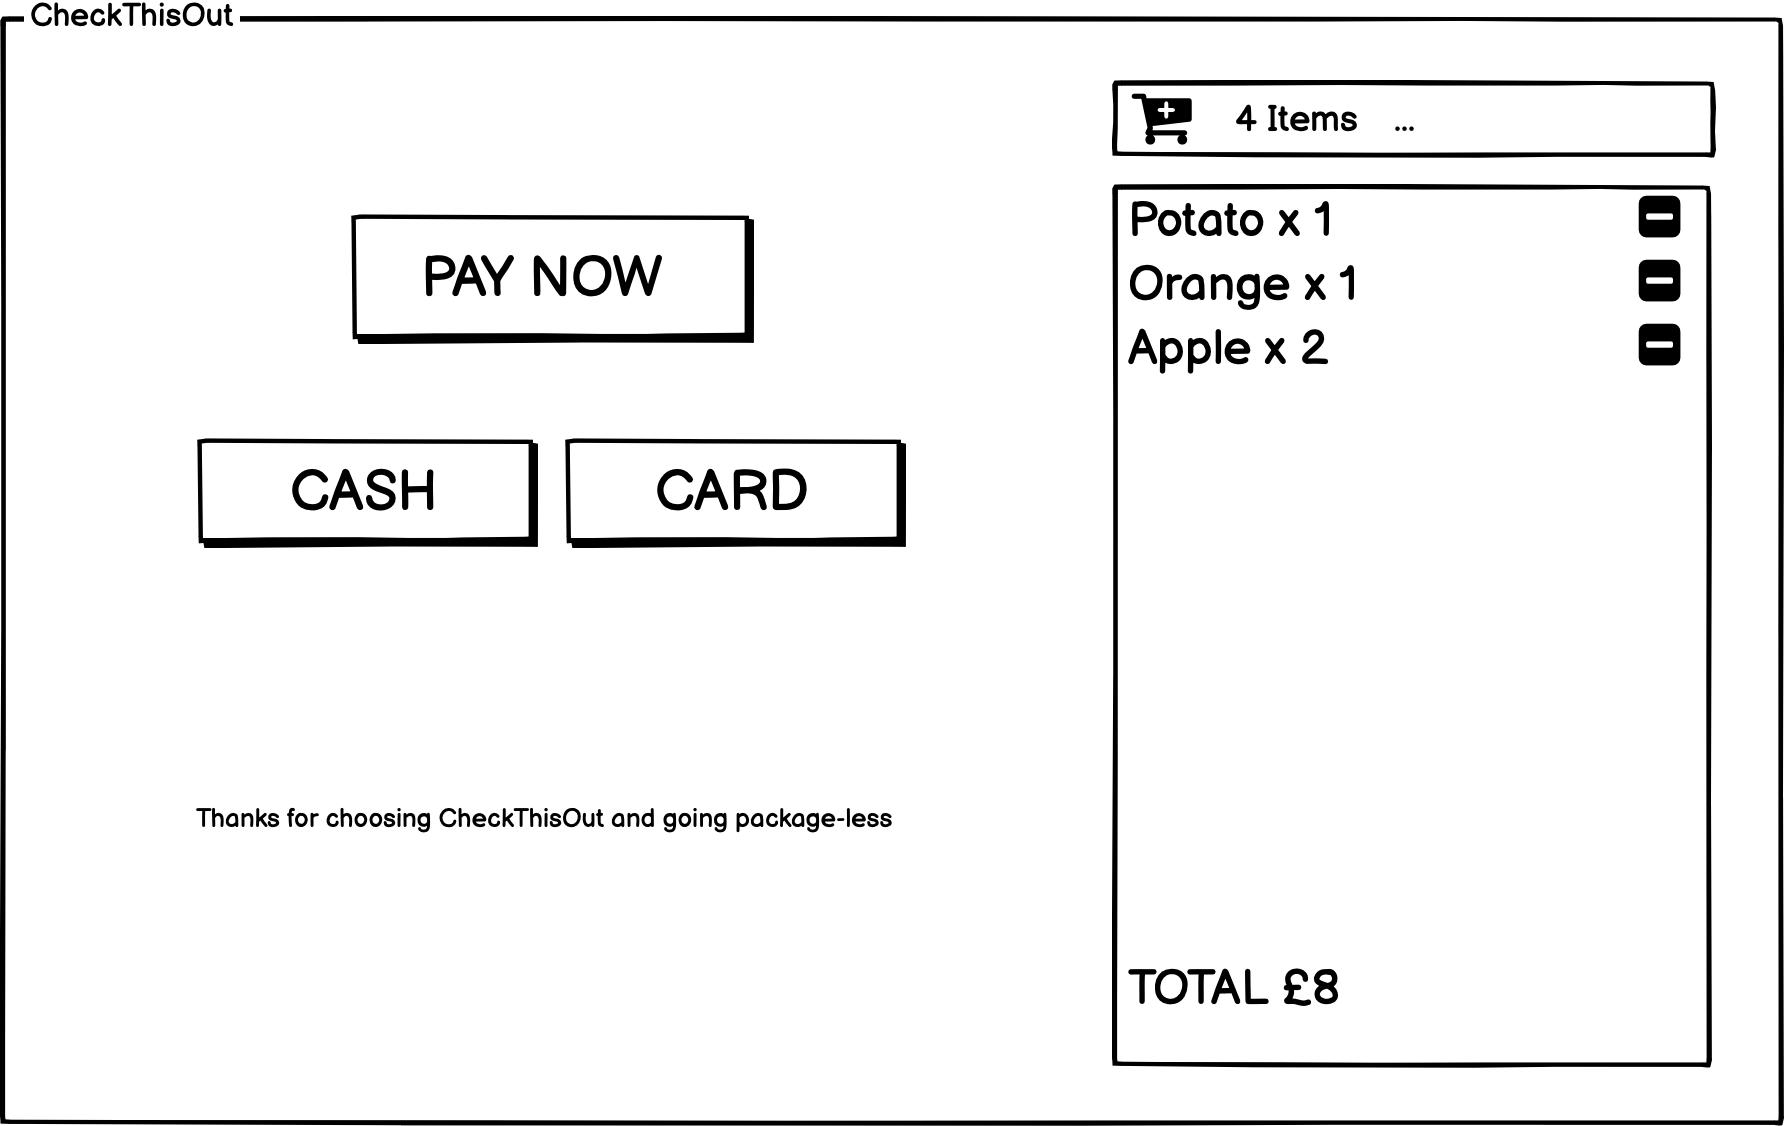 CheckThisOut
4 Items ...
PAY NOW
CASH
CARD
Thanks for choosing CheckThisOut and going package-less
Potato x 1
Orange x 1
Apple x 2
TOTAL £8